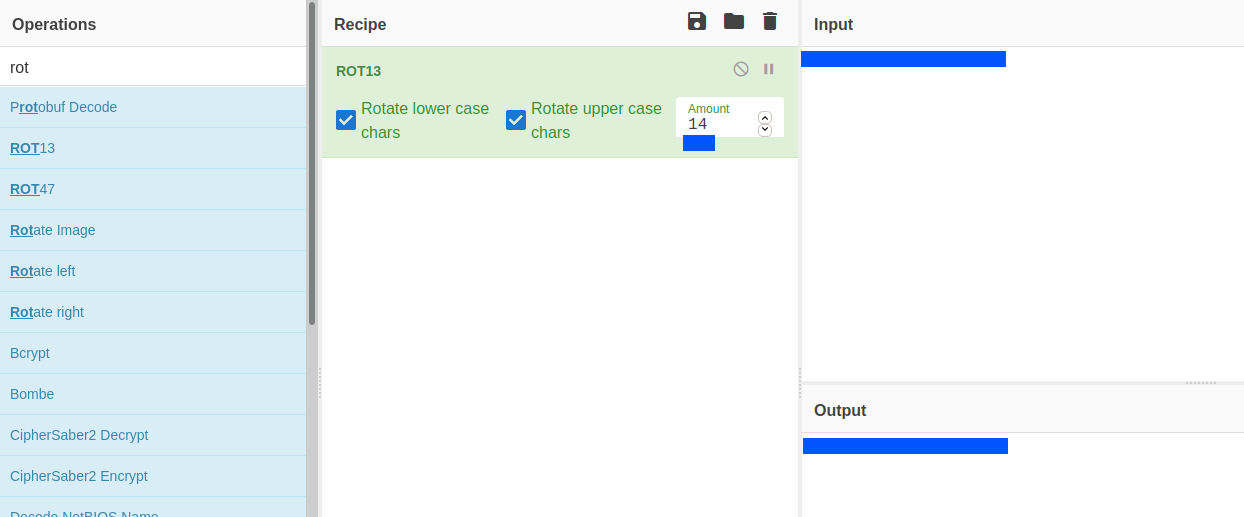 Operations
rot
Protobuf Decode
ROT13
ROT47
Rotate Image
Rotate left
Rotate right
Bcrypt
Bombe
CipherSaber2 Decrypt
CipherSaber2 Encrypt
Decode NetBIOS Name
Recipe
ROT13
Rotate lower case
chars
Rotate upper case
chars
Amount
14
Input
Output